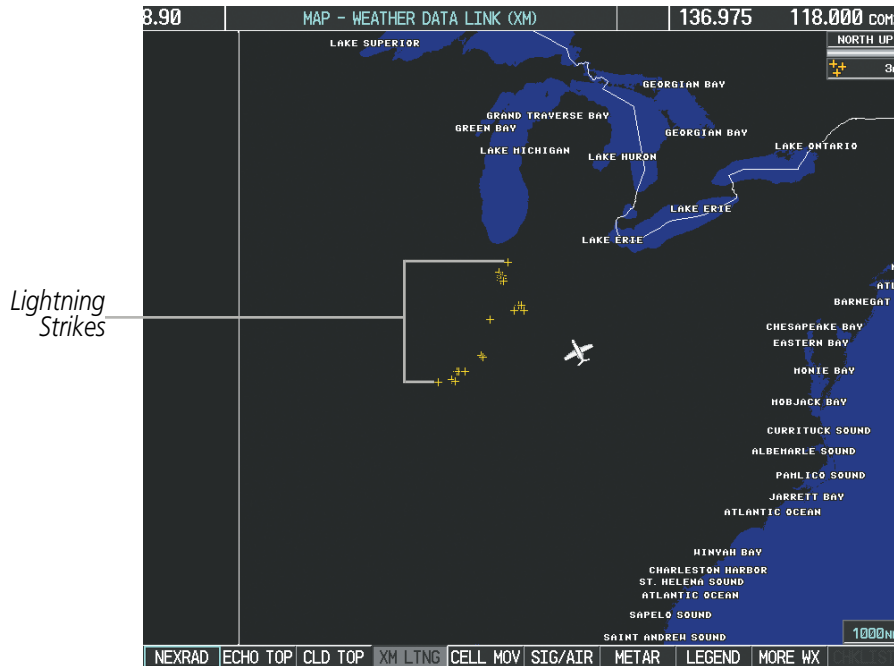 8.90 MAP - WEATHER DATA LINK (XM) 136.975 118.000 COM
NORTH UP
LAKE SUPERIOR
GEORGIAN BAY
GRAND TRAVERSE BAY
GREEN BAY
GEORGIAN BAY
LAKE MICHIGAN
LAKE HURON
LAKE ONTARIO
LAKE ERIE
LAKE ERIE
Lightning
Strikes
BARNEGAT
CHESAPEAKE BAY
EASTERN BAY
MONIE BAY
MOBJACK BAY
CURRITUCK SOUND
ALBEMARLE SOUND
PAMLICO SOUND
JARRETT BAY
ATLANTIC OCEAN
WINYAH BAY
CHARLESTON HARBOR
ST. HELENA SOUND
ATLANTIC OCEAN
SAPELO SOUND
SAINT ANDREW SOUND
1000N
NEXRAD ECHO TOP CLD TOP XM LTNG CELL MOV SIG/AIR METAR LEGEND MORE WX